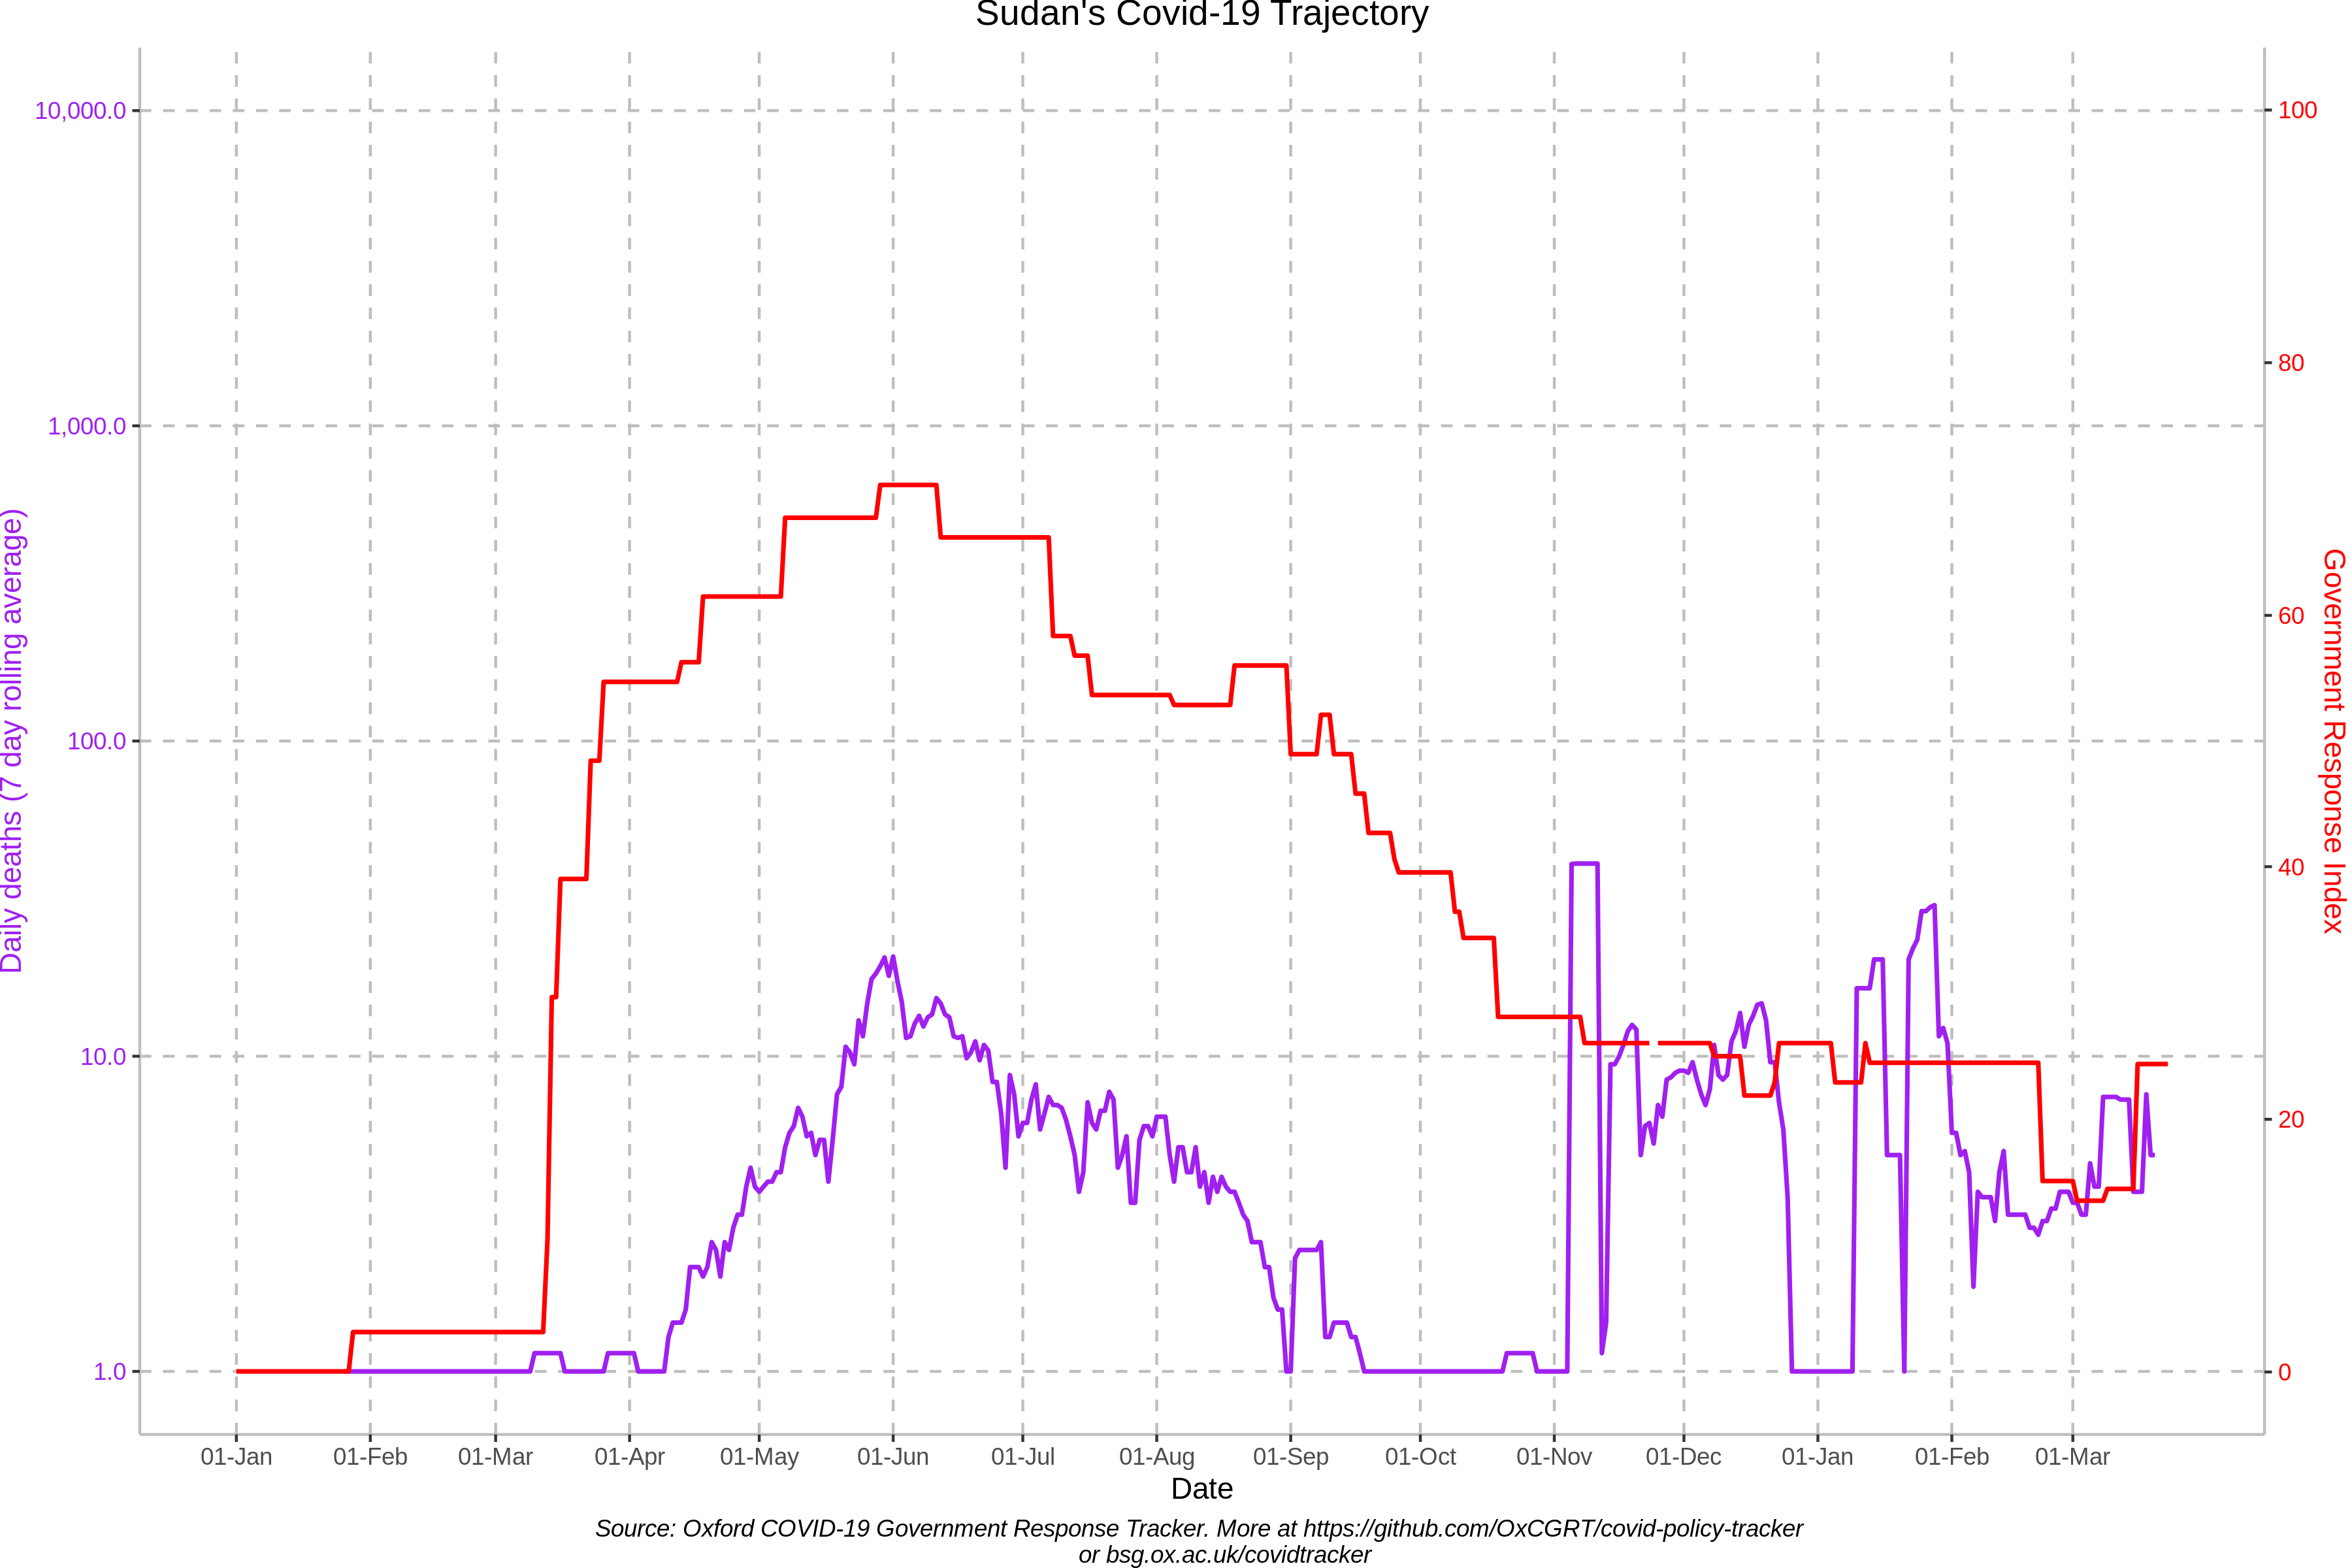 Sudan's Covid-19 Trajectory
10,000.0
1,000.0
100.0
10.0
1.0
Daily deaths (7 day rolling average)
100
80
60
40
20
0
Government Response Index
01-Jan 01-Feb 01-Mar 01-Apr 01-May 01-Jun 01-Jul 01-Aug 01-Sep 01-Oct 01-Nov 01-Dec 01-Jan 01-Feb 01-Mar
Date
Source: Oxford COVID-19 Government Response Tracker. More at https://github.com/OxCGRT/covid-policy-tracker
or bsg.ox.ac.uk/covidtracker